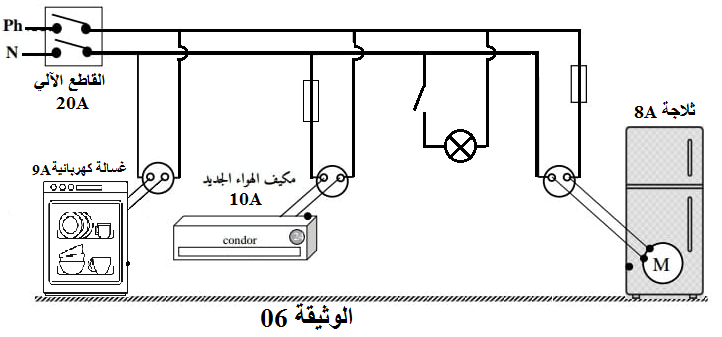 Ph
N
القاطع الآلي
20A
غسالة كهربائية 9A
مكيف الهواء الجديد
10A
condor
ثلاجة 8A
M
الوثيقة 06